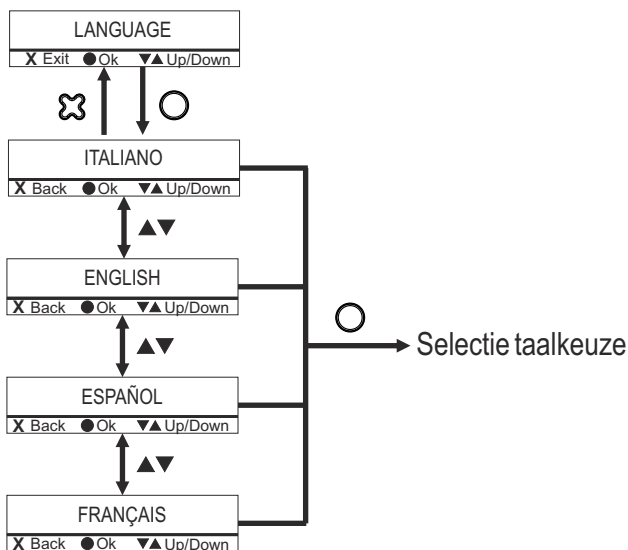 LANGUAGE
X Exit ●Ok ▼▲Up/Down
ITALIANO
X Back ●Ok ▼▲Up/Down
▲▼
ENGLISH
X Back ●Ok ▼▲Up/Down
Selectie taalkeuze
▲▼
ESPAÑOL
X Back ●Ok ▼▲Up/Down
▲▼
FRANÇAIS
X Back ●Ok ▼▲Up/Down